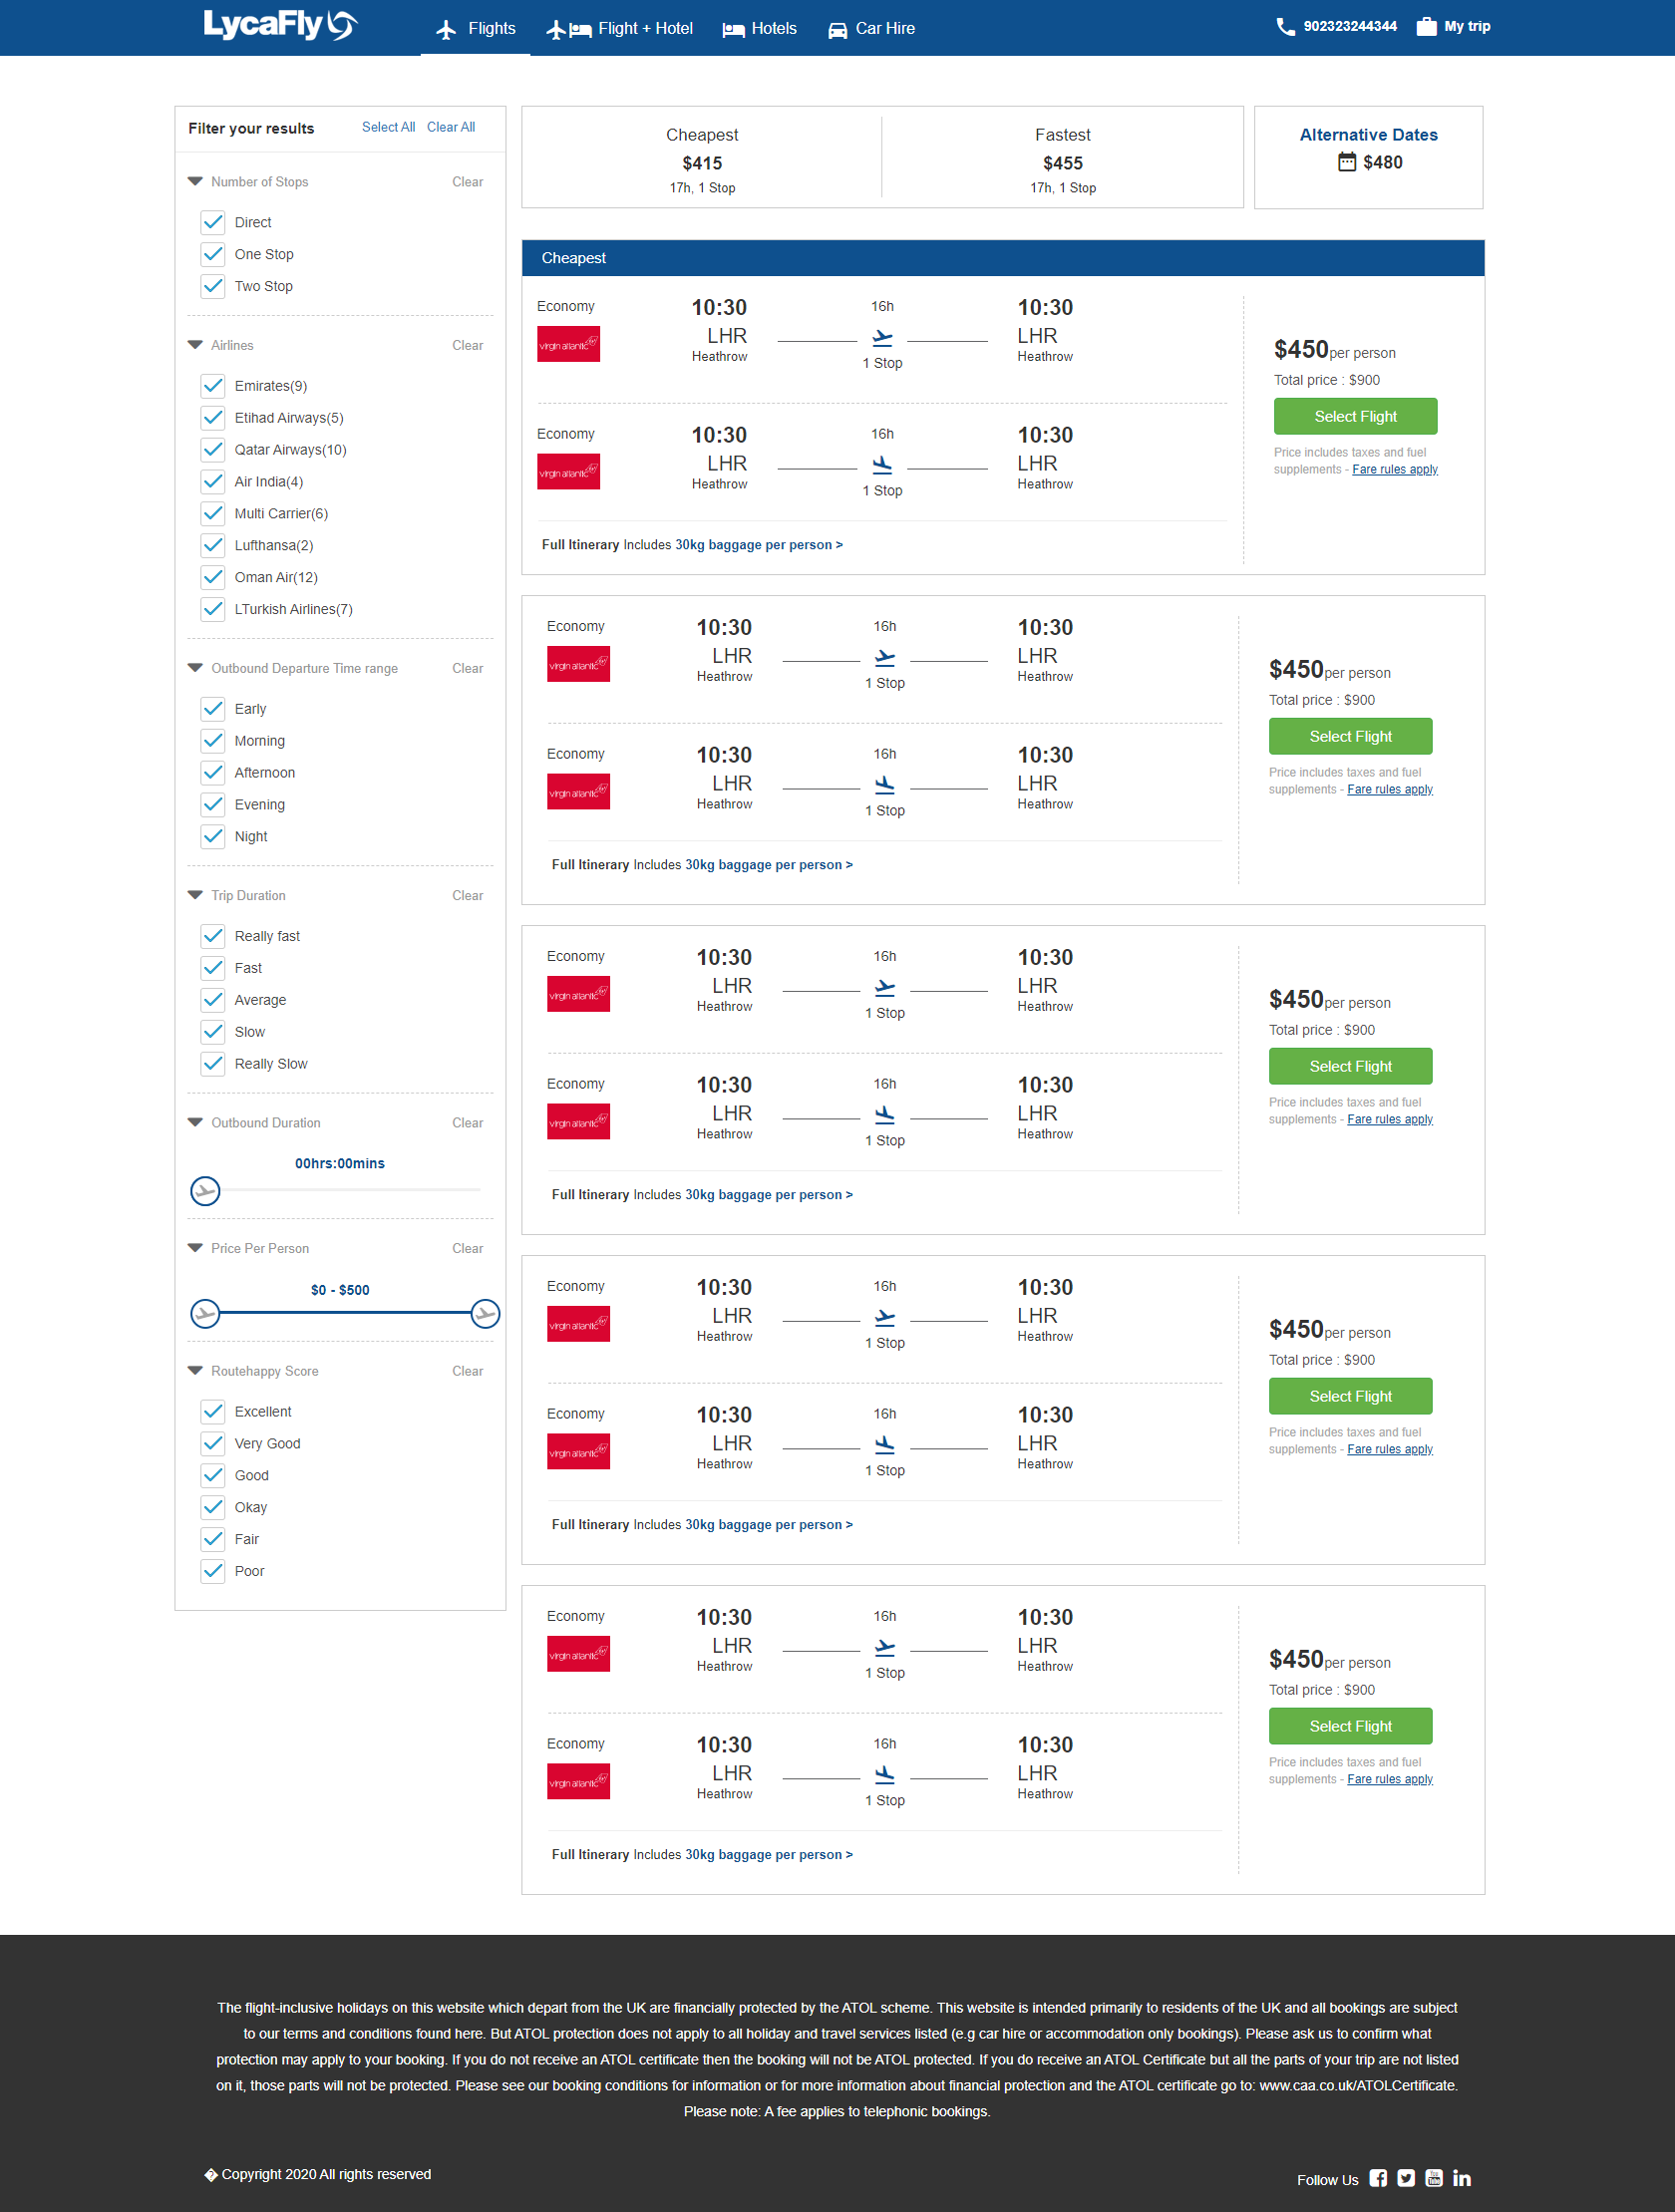 LycaFly
Flights
Flight + Hotel
Hotels
Car Hire
902323244344
My trip
Filter your results
Select All
Clear All
Number of Stops
Clear
Direct
One Stop
Two Stop
Airlines
Clear
Emirates(9)
Etihad Airways(5)
Qatar Airways(10)
Air India(4)
Multi Carrier(6)
Lufthansa(2)
Oman Air(12)
LTurkish Airlines(7)
Outbound Departure Time range
Clear
Early
Morning
Afternoon
Evening
Night
Trip Duration
Clear
Really fast
Fast
Average
Slow
Really Slow
Outbound Duration
Clear
00hrs:00mins
Price Per Person
Clear
$0 - $500
Routehappy Score
Clear
Excellent
Very Good
Good
Okay
Fair
Poor
Cheapest
$415
17h, 1 Stop
Fastest
$455
17h, 1 Stop
Alternative Dates
$480
Cheapest
Economy
virgin atlantic
10:30
LHR
Heathrow
16h
1 Stop
10:30
LHR
Heathrow
Economy
virgin atlantic
10:30
LHR
Heathrow
16h
1 Stop
10:30
LHR
Heathrow
Full Itinerary Includes 30kg baggage per person >
$450per person
Total price : $900
Select Flight
Price includes taxes and fuel
supplements - Fare rules apply
Economy
virgin atlantic
10:30
LHR
Heathrow
16h
1 Stop
10:30
LHR
Heathrow
Economy
virgin atlantic
10:30
LHR
Heathrow
16h
1 Stop
10:30
LHR
Heathrow
Full Itinerary Includes 30kg baggage per person >
$450per person
Total price : $900
Select Flight
Price includes taxes and fuel
supplements - Fare rules apply
Economy
virgin atlantic
10:30
LHR
Heathrow
16h
1 Stop
10:30
LHR
Heathrow
Economy
virgin atlantic
10:30
LHR
Heathrow
16h
1 Stop
10:30
LHR
Heathrow
Full Itinerary Includes 30kg baggage per person >
$450per person
Total price : $900
Select Flight
Price includes taxes and fuel
supplements - Fare rules apply
Economy
virgin atlantic
10:30
LHR
Heathrow
16h
1 Stop
10:30
LHR
Heathrow
Economy
virgin atlantic
10:30
LHR
Heathrow
16h
1 Stop
10:30
LHR
Heathrow
Full Itinerary Includes 30kg baggage per person >
$450per person
Total price : $900
Select Flight
Price includes taxes and fuel
supplements - Fare rules apply
Economy
virgin atlantic
10:30
LHR
Heathrow
16h
1 Stop
10:30
LHR
Heathrow
Economy
virgin atlantic
10:30
LHR
Heathrow
16h
1 Stop
10:30
LHR
Heathrow
Full Itinerary Includes 30kg baggage per person >
$450per person
Total price : $900
Select Flight
Price includes taxes and fuel
supplements - Fare rules apply
The flight-inclusive holidays on this website which depart from the UK are financially protected by the ATOL scheme. This website is intended primarily to residents of the UK and all bookings are subject
to our terms and conditions found here. But ATOL protection does not apply to all holiday and travel services listed (e.g car hire or accommodation only bookings). Please ask us to confirm what
protection may apply to your booking. If you do not receive an ATOL certificate then the booking will not be ATOL protected. If you do receive an ATOL Certificate but all the parts of your trip are not listed
on it, those parts will not be protected. Please see our booking conditions for information or for more information about financial protection and the ATOL certificate go to: www.caa.co.uk/ATOLCertificate.
Please note: A fee applies to telephonic bookings.
� Copyright 2020 All rights reserved
Follow Us